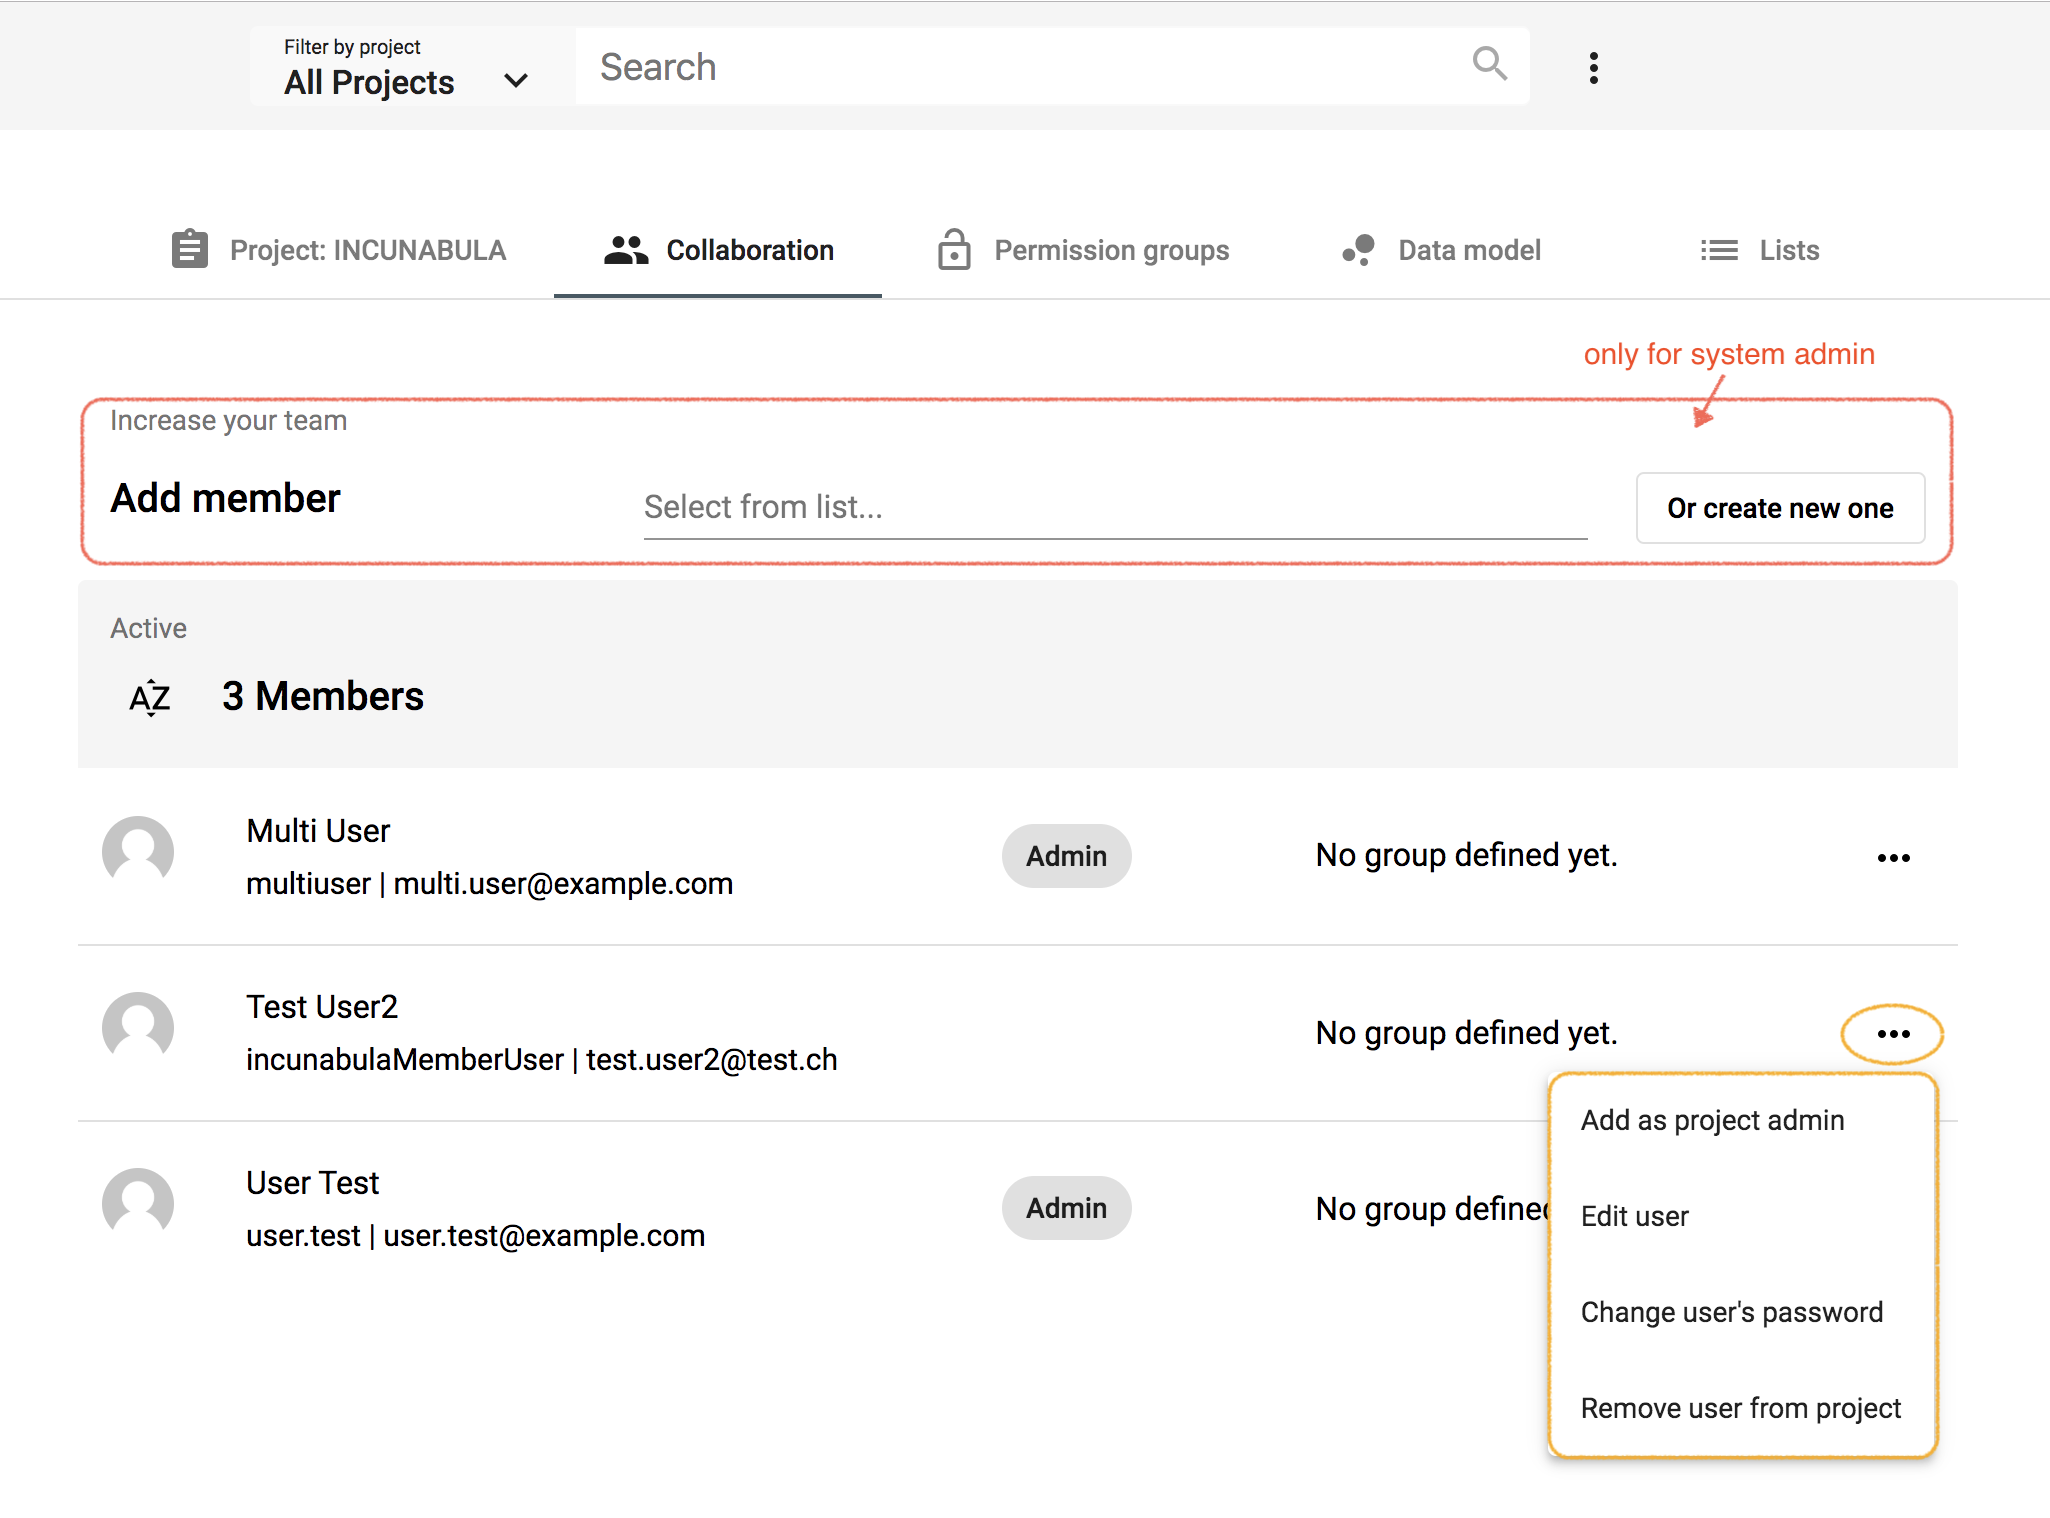 Filter by project
All Projects
Search
Project: INCUNABULA
Collaboration
Permission groups
Data model
Lists
only for system admin
Increase your team
Add member
Select from list...
Or create new one
Active
AZ
3 Members
Multi User
multiuser | multi.user@example.com
Admin
No group defined yet.
Test User2
incunabulaMemberUser | test.user2@test.ch
No group defined yet.
User Test
user.test | user.test@example.com
Admin
No group defined
Add as project admin
Edit user
Change user's password
Remove user from project